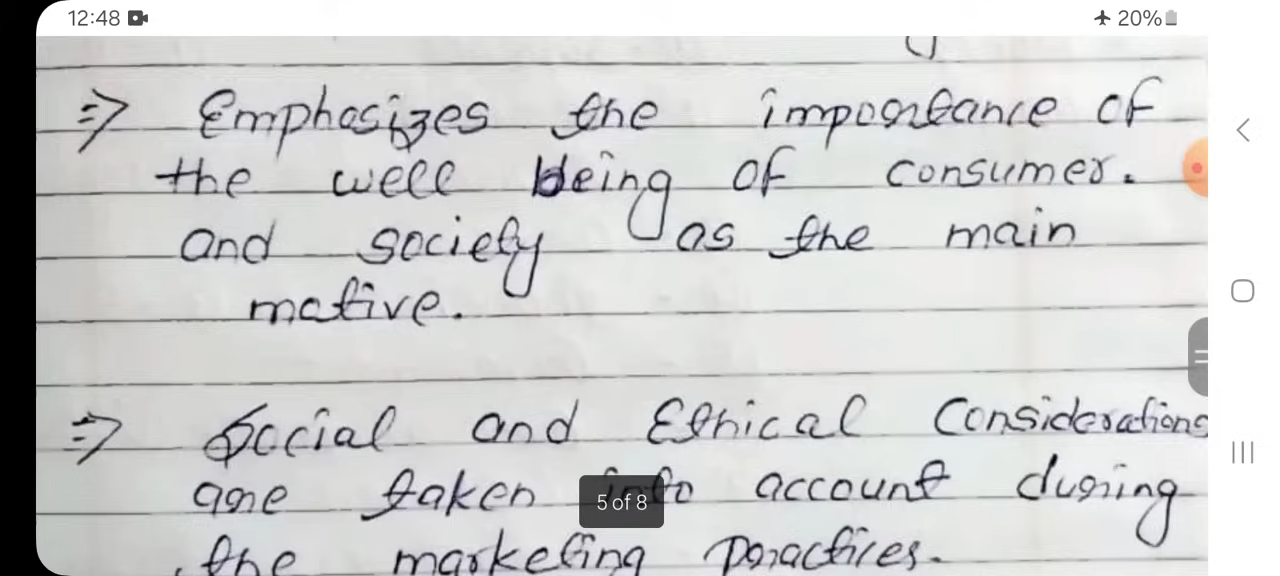 12:48
20%
⇒ Emphasizes the importance of
the well being of consumer.
and society as the main
motive.
⇒ Social and Ethical Considerations
are taken into account during
5 of 8
the marketing practices.